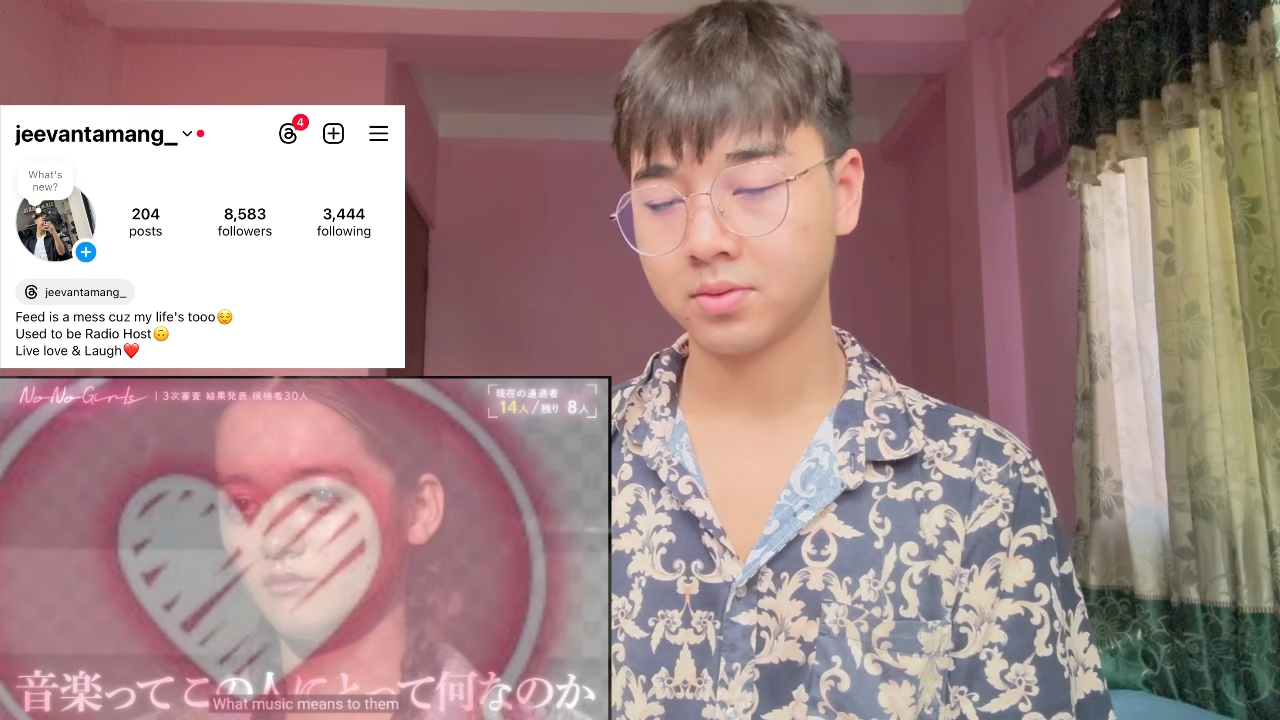 jeevantamang_
4
What's
new?
204
8,583
3,444
posts
followers
following
jeevantamang_
Feed is a mess cuz my life's tooo😌
Used to be Radio Host🙃
Live love & Laugh❤️
No No Girls | 3次審査 結果発表 候補者30人
現在の通過者
14人/残り 8人
音楽ってこの人にとって何なのか
What music means to them